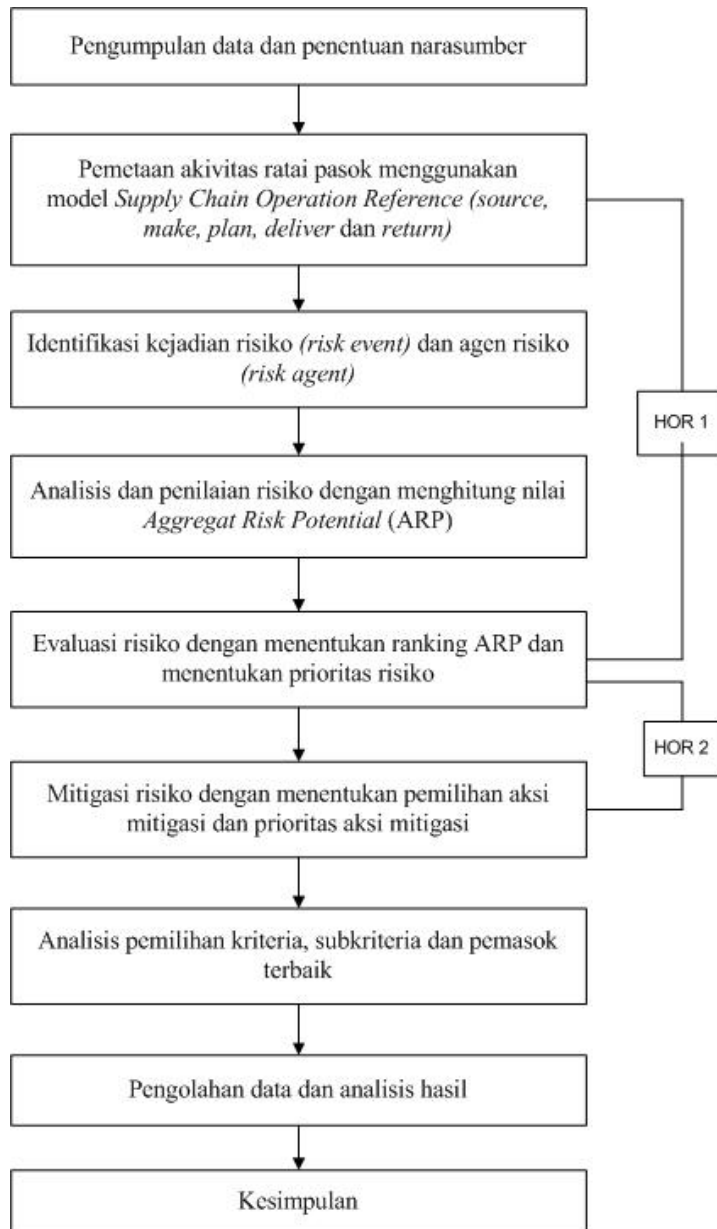 Pengumpulan data dan penentuan narasumber
Pemetaan akivitas ratai pasok menggunakan
model Supply Chain Operation Reference (source,
make, plan, deliver dan return)
Identifikasi kejadian risiko (risk event) dan agen risiko
(risk agent)
HOR 1
Analisis dan penilaian risiko dengan menghitung nilai
Aggregat Risk Potential (ARP)
Evaluasi risiko dengan menentukan ranking ARP dan
menentukan prioritas risiko
HOR 2
Mitigasi risiko dengan menentukan pemilihan aksi
mitigasi dan prioritas aksi mitigasi
Analisis pemilihan kriteria, subkriteria dan pemasok
terbaik
Pengolahan data dan analisis hasil
Kesimpulan